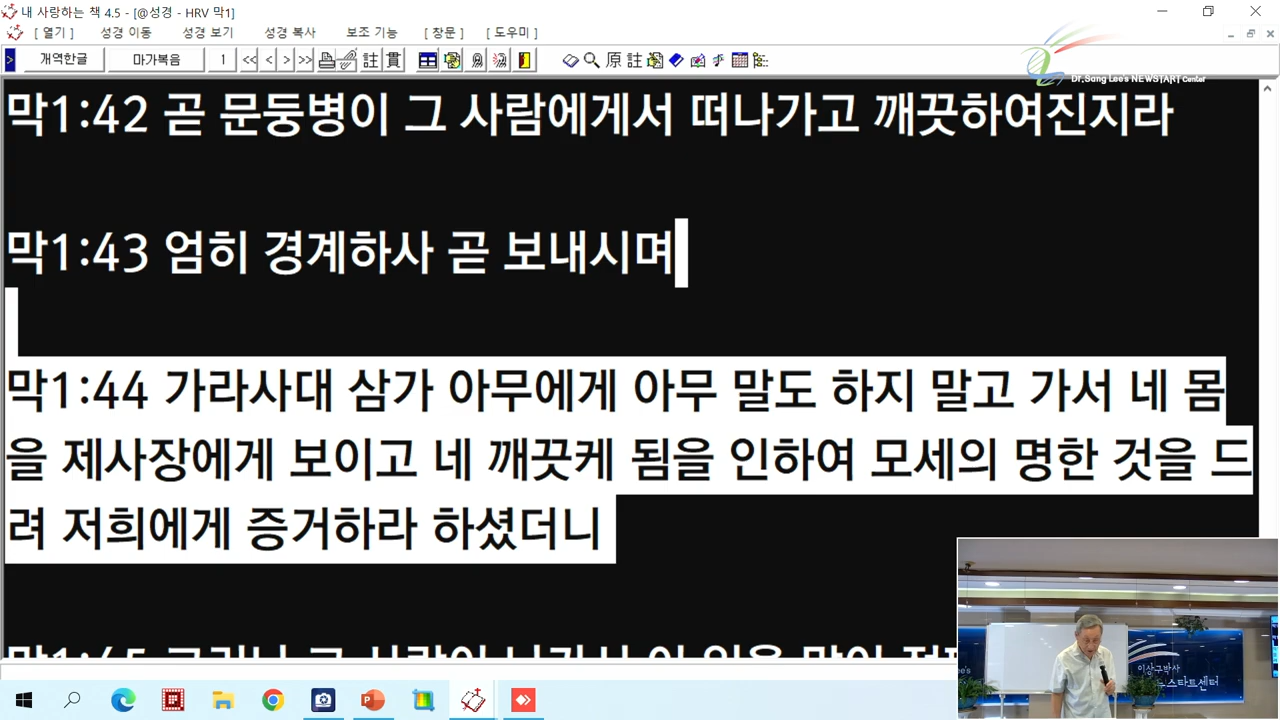 내 사랑하는 책 4.5 - [@성경 - HRV 막1]
[ 열기 ] 성경 이동 성경 보기 성경 복사 보조 기능 [ 창문 ] [ 도우미 ]
개역한글 마가복음 1 << < > >> 註 貫 原 註
Dr.Sang Lee's NEWSTART Center
막1:42 곧 문둥병이 그 사람에게서 떠나가고 깨끗하여진지라
막1:43 엄히 경계하사 곧 보내시며
막1:44 가라사대 삼가 아무에게 아무 말도 하지 말고 가서 네 몸
을 제사장에게 보이고 네 깨끗케 됨을 인하여 모세의 명한 것을 드
려 저희에게 증거하라 하셨더니
이상구박사
뉴스타트센터